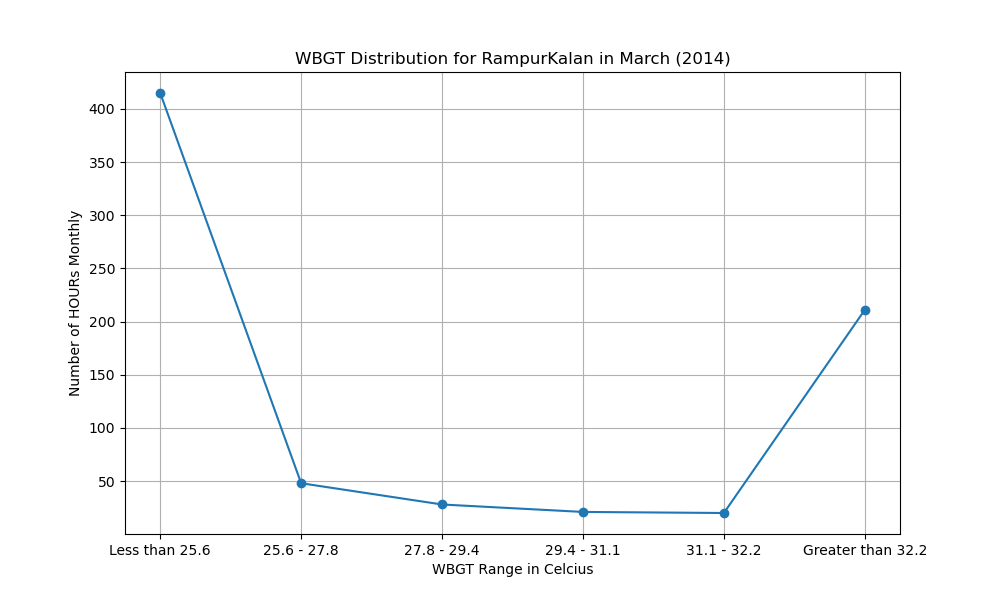 WBGT Distribution for RampurKalan in March (2014)
Number of HOURs Monthly
400
350
300
250
200
150
100
50
Less than 25.6 25.6 - 27.8 27.8 - 29.4 29.4 - 31.1 31.1 - 32.2 Greater than 32.2
WBGT Range in Celcius